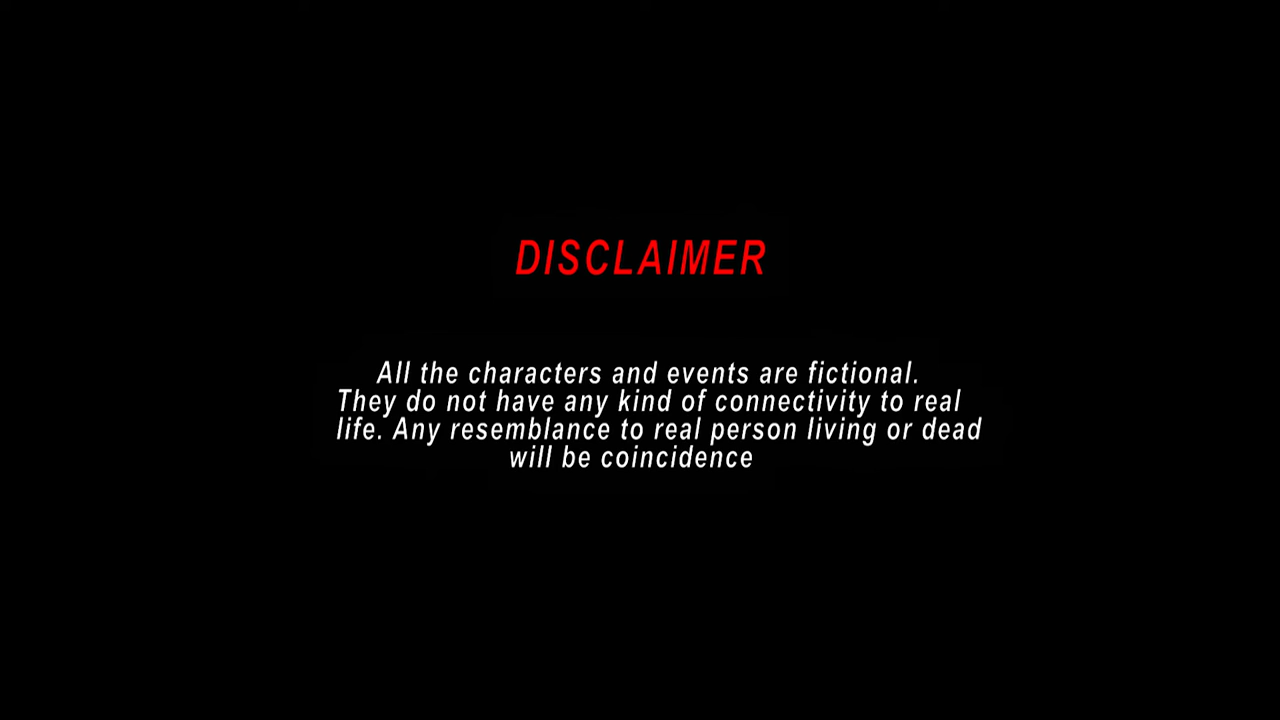 DISCLAIMER
All the characters and events are fictional.
They do not have any kind of connectivity to real
life. Any resemblance to real person living or dead
will be coincidence